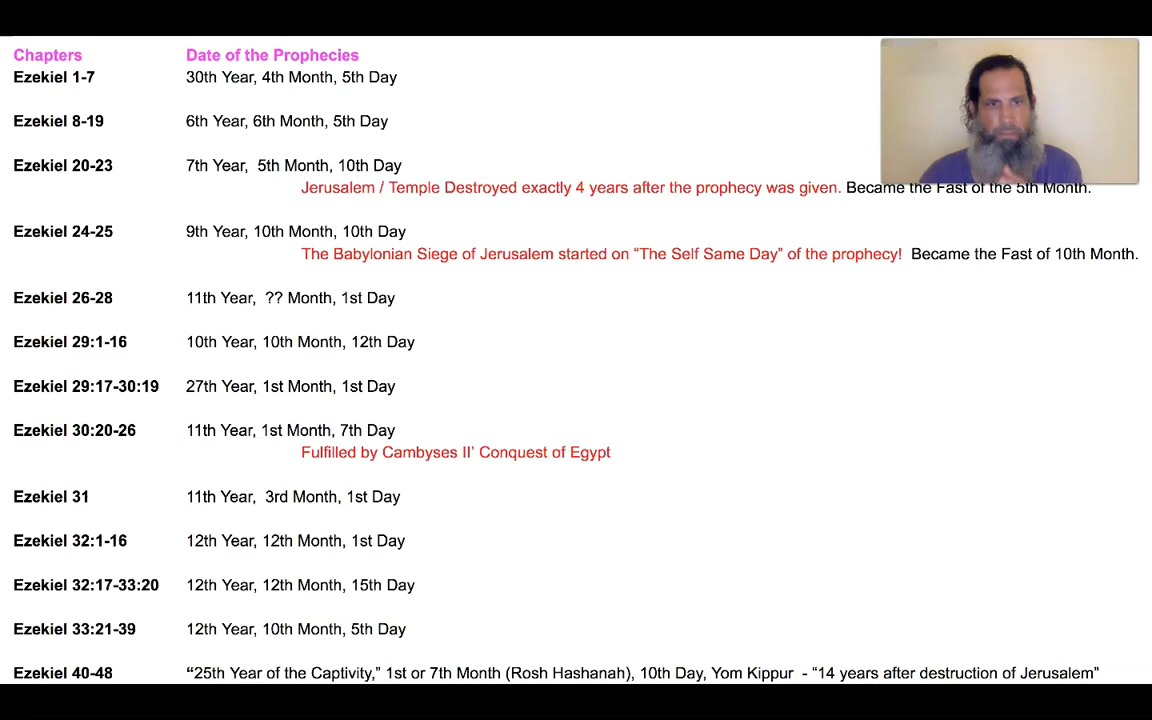 Chapters Date of the Prophecies
Ezekiel 1-7 30th Year, 4th Month, 5th Day
Ezekiel 8-19 6th Year, 6th Month, 5th Day
Ezekiel 20-23 7th Year, 5th Month, 10th Day
Jerusalem / Temple Destroyed exactly 4 years after the prophecy was given. Became the Fast of the 5th Month.
Ezekiel 24-25 9th Year, 10th Month, 10th Day
The Babylonian Siege of Jerusalem started on “The Self Same Day” of the prophecy! Became the Fast of 10th Month.
Ezekiel 26-28 11th Year, ?? Month, 1st Day
Ezekiel 29:1-16 10th Year, 10th Month, 12th Day
Ezekiel 29:17-30:19 27th Year, 1st Month, 1st Day
Ezekiel 30:20-26 11th Year, 1st Month, 7th Day
Fulfilled by Cambyses II’ Conquest of Egypt
Ezekiel 31 11th Year, 3rd Month, 1st Day
Ezekiel 32:1-16 12th Year, 12th Month, 1st Day
Ezekiel 32:17-33:20 12th Year, 12th Month, 15th Day
Ezekiel 33:21-39 12th Year, 10th Month, 5th Day
Ezekiel 40-48 “25th Year of the Captivity,” 1st or 7th Month (Rosh Hashanah), 10th Day, Yom Kippur - “14 years after destruction of Jerusalem”